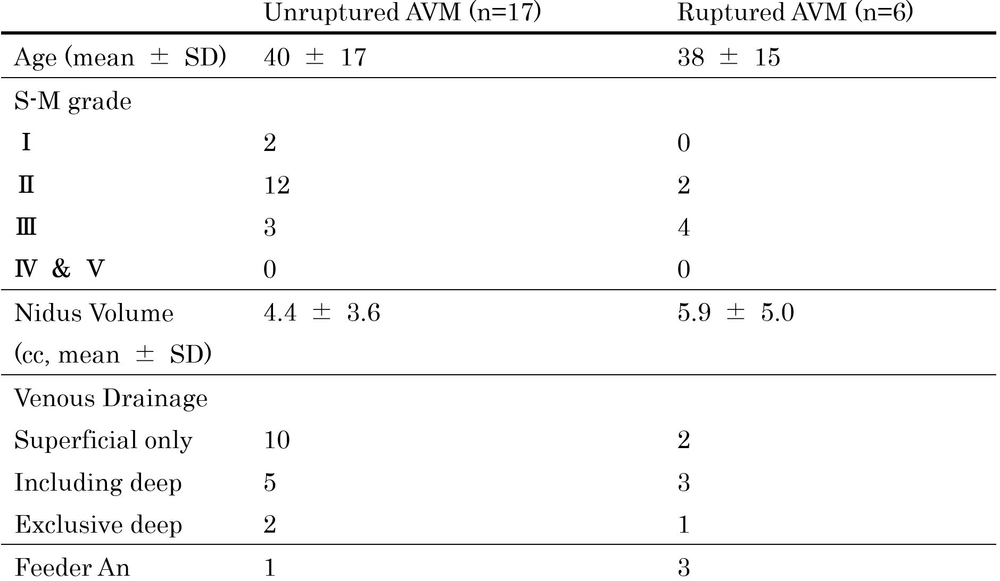 Unruptured AVM (n=17) Ruptured AVM (n=6)
Age (mean ± SD) 40 ± 17 38 ± 15
S-M grade
Ⅰ 2 0
Ⅱ 12 2
Ⅲ 3 4
Ⅳ & Ⅴ 0 0
Nidus Volume 4.4 ± 3.6 5.9 ± 5.0
(cc, mean ± SD)
Venous Drainage
Superficial only 10 2
Including deep 5 3
Exclusive deep 2 1
Feeder An 1 3